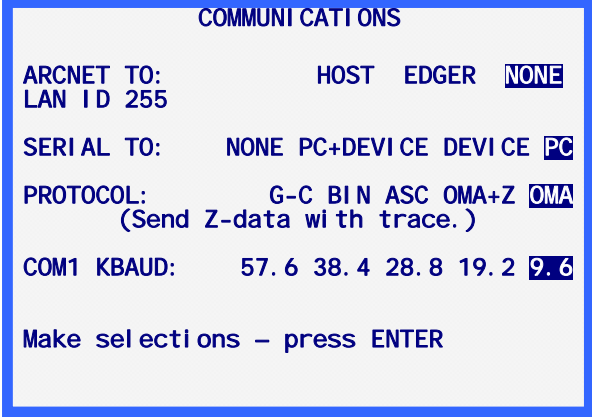 COMMUNICATIONS
ARCNET TO: HOST EDGER NONE
LAN ID 255
SERIAL TO: NONE PC+DEVICE DEVICE PC
PROTOCOL: G-C BIN ASC OMA+Z OMA
(Send Z-data with trace.)
COM1 KBAUD: 57.6 38.4 28.8 19.2 9.6
Make selections – press ENTER